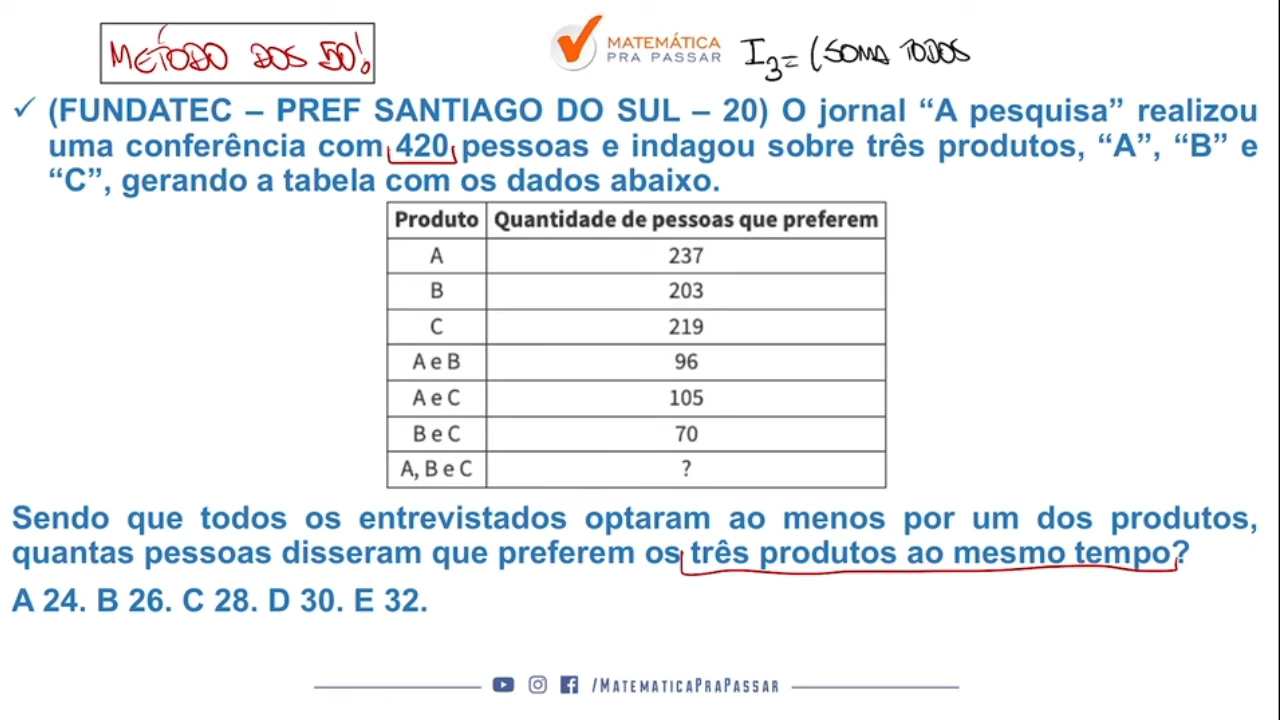 MÉTODO DOS 50!
MATEMÁTICA
PRA PASSAR
I3 = (SOMA TODOS
✓ (FUNDATEC – PREF SANTIAGO DO SUL – 20) O jornal “A pesquisa” realizou
uma conferência com 420 pessoas e indagou sobre três produtos, “A”, “B” e
“C”, gerando a tabela com os dados abaixo.
Produto Quantidade de pessoas que preferem
A 237
B 203
C 219
A e B 96
A e C 105
B e C 70
A, B e C ?
Sendo que todos os entrevistados optaram ao menos por um dos produtos,
quantas pessoas disseram que preferem os três produtos ao mesmo tempo?
A 24. B 26. C 28. D 30. E 32.
/MATEMATICAPRAPASSAR